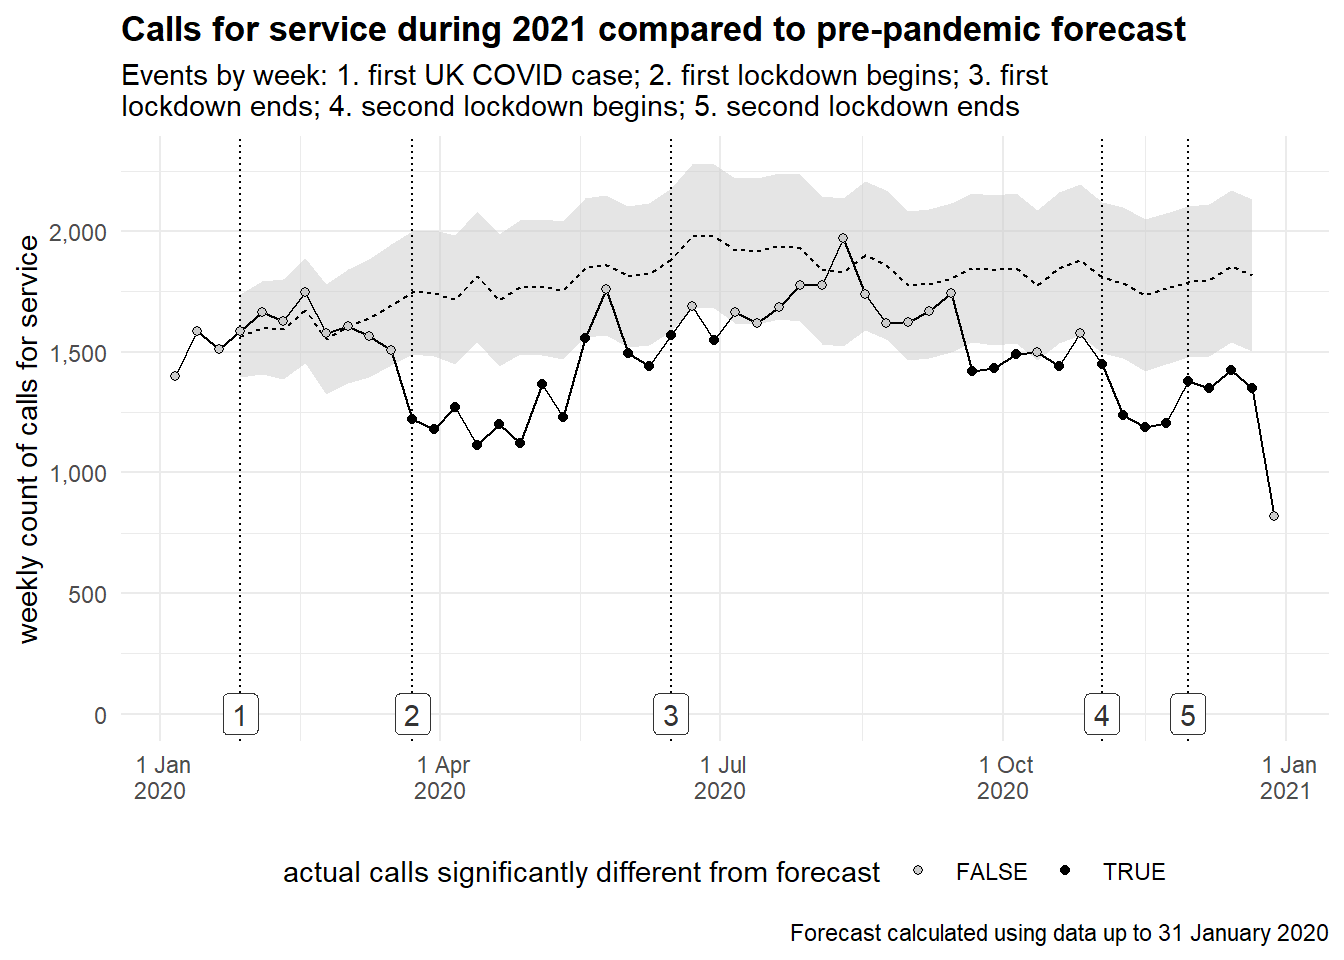 Calls for service during 2021 compared to pre-pandemic forecast
Events by week: 1. first UK COVID case; 2. first lockdown begins; 3. first
lockdown ends; 4. second lockdown begins; 5. second lockdown ends
weekly count of calls for service
2,000
1,500
1,000
500
0
1
2
3
4
5
1 Jan
2020
1 Apr
2020
1 Jul
2020
1 Oct
2020
1 Jan
2021
actual calls significantly different from forecast
FALSE
TRUE
Forecast calculated using data up to 31 January 2020